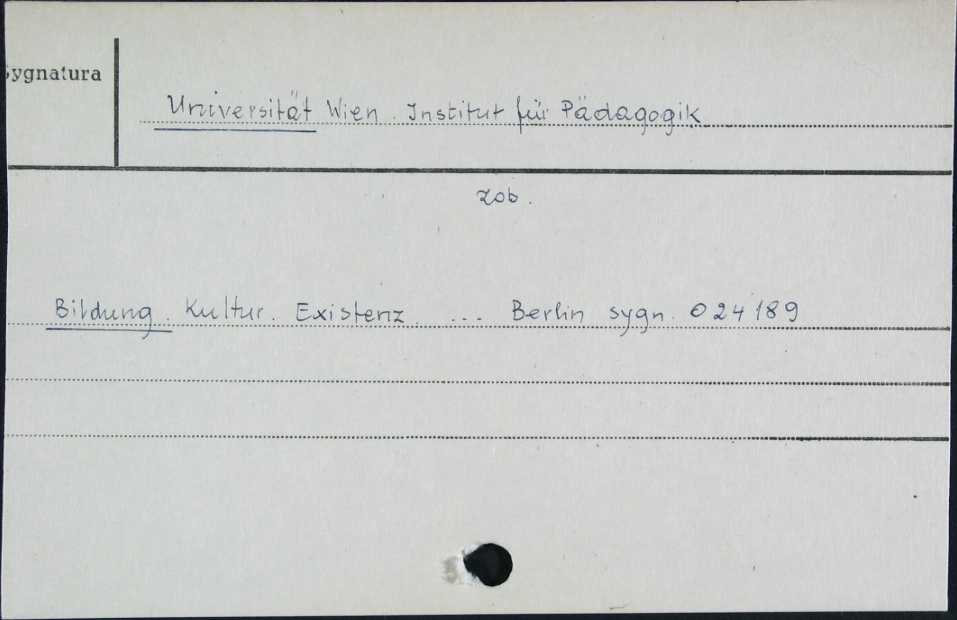 Sygnatura
Universität Wien. Institut für Pädagogik
zob.
Bildung. Kultur. Existenz. ... Berlin sygn. 024189